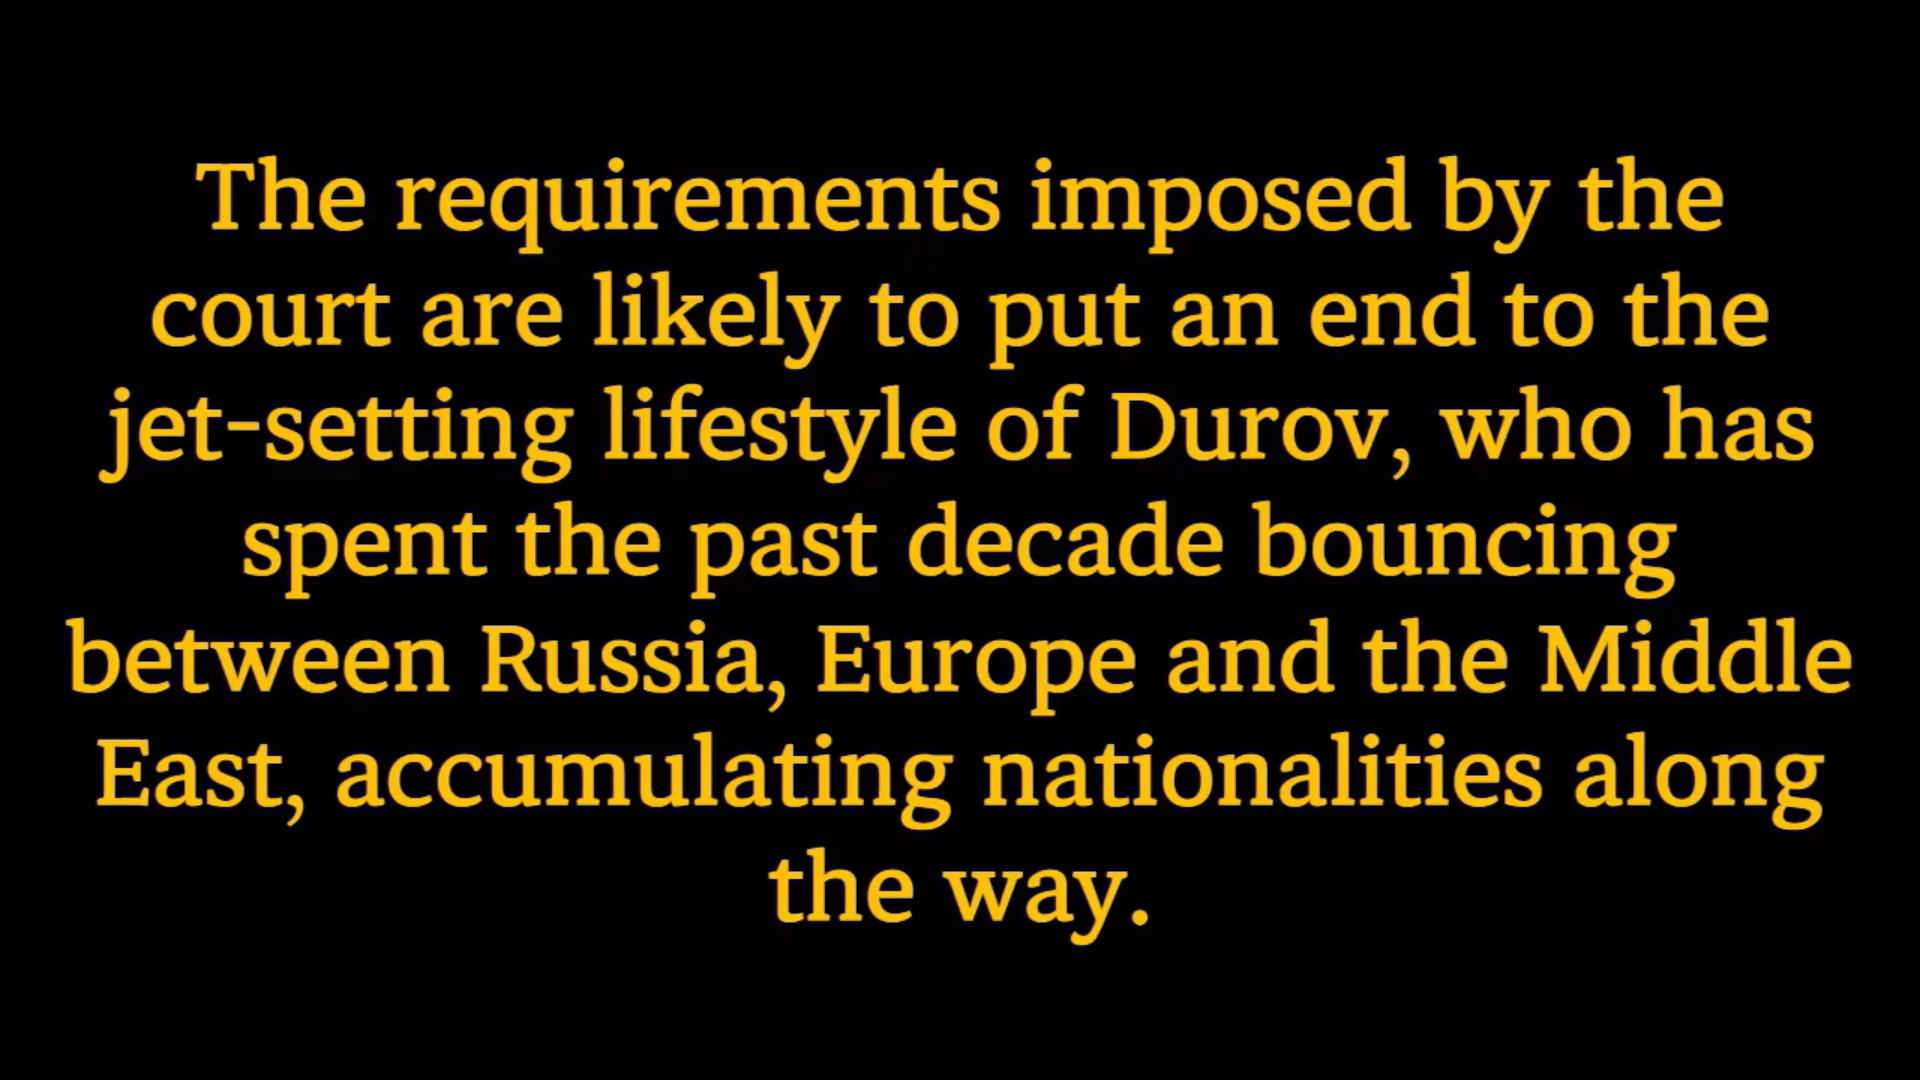 The requirements imposed by the
court are likely to put an end to the
jet-setting lifestyle of Durov, who has
spent the past decade bouncing
between Russia, Europe and the Middle
East, accumulating nationalities along
the way.